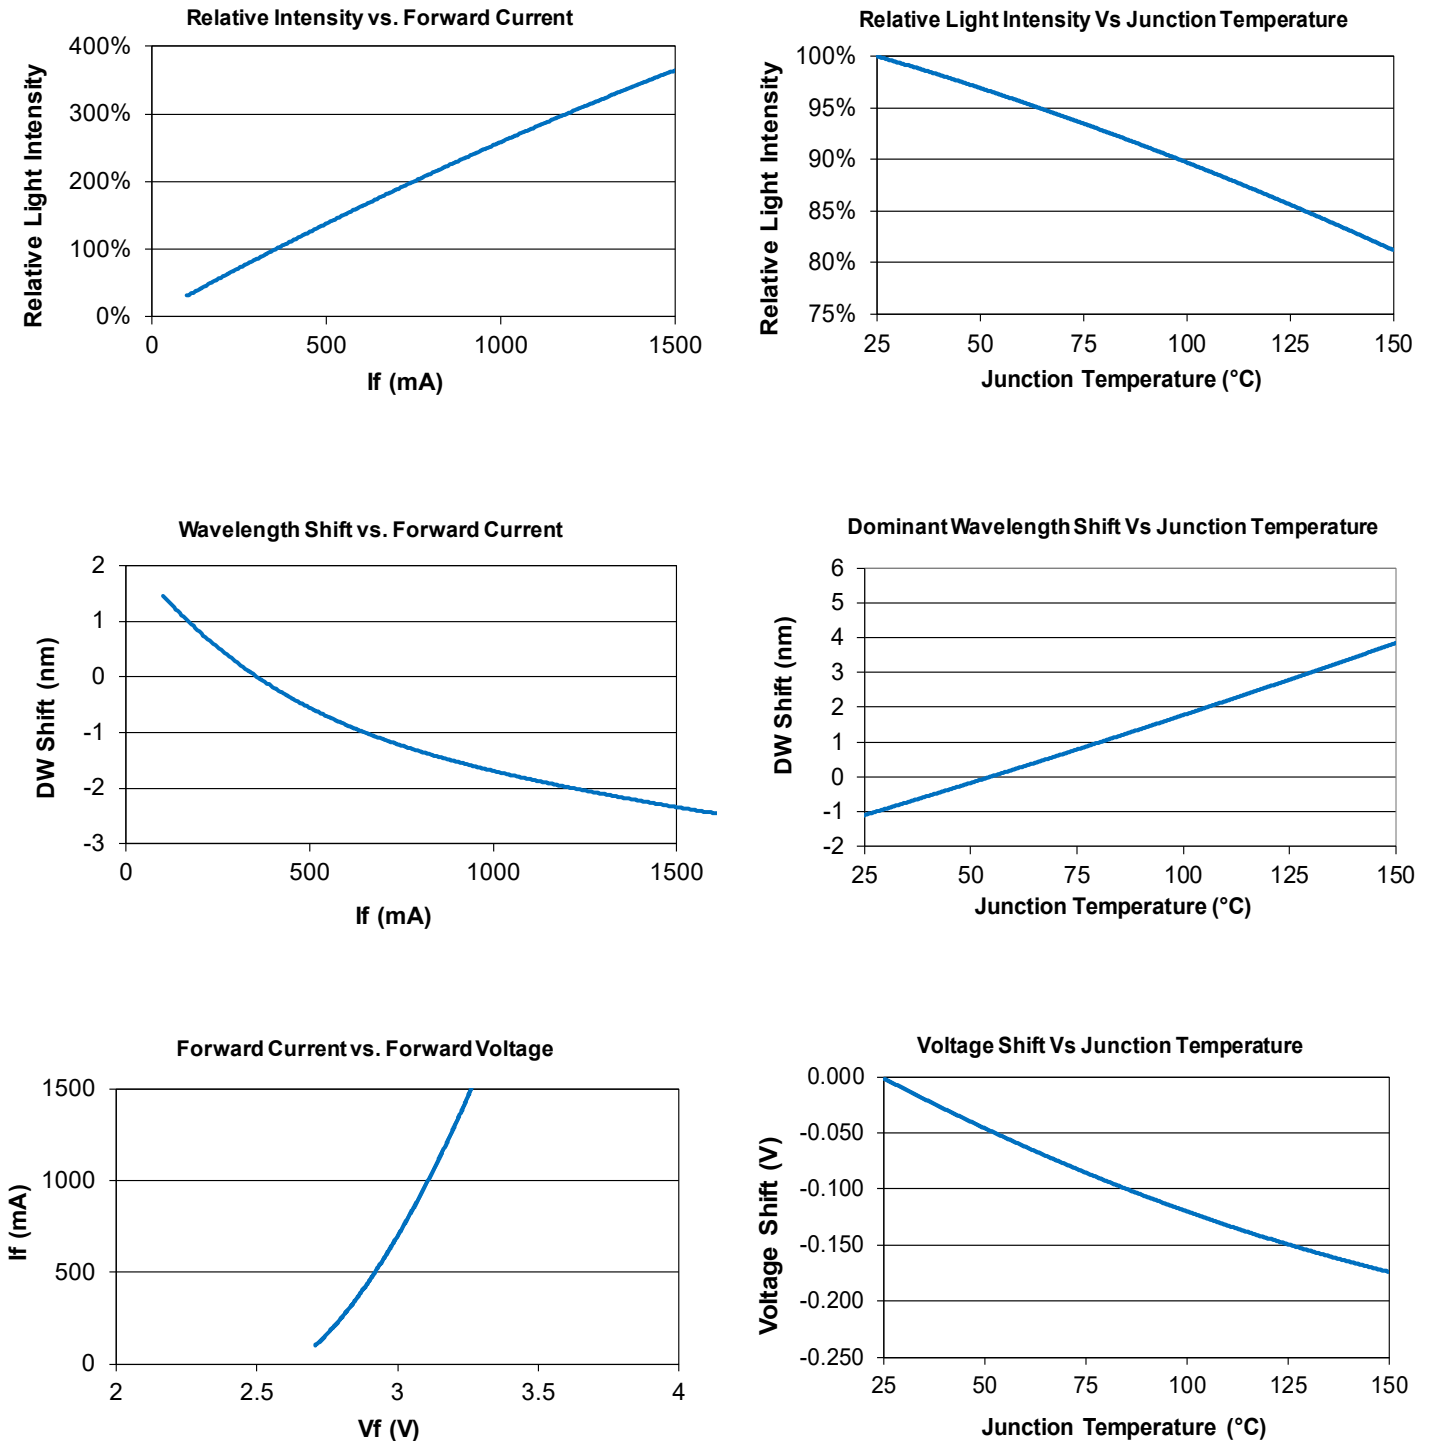 Relative Intensity vs. Forward Current
400%
300%
200%
100%
0%
Relative Light Intensity
0 500 1000 1500
If (mA)
Relative Light Intensity Vs Junction Temperature
100%
95%
90%
85%
80%
75%
Relative Light Intensity
25 50 75 100 125 150
Junction Temperature (°C)
Wavelength Shift vs. Forward Current
2
1
0
-1
-2
-3
DW Shift (nm)
0 500 1000 1500
If (mA)
Dominant Wavelength Shift Vs Junction Temperature
6
5
4
3
2
1
0
-1
-2
DW Shift (nm)
25 50 75 100 125 150
Junction Temperature (°C)
Forward Current vs. Forward Voltage
1500
1000
500
0
If (mA)
2 2.5 3 3.5 4
Vf (V)
Voltage Shift Vs Junction Temperature
0.000
-0.050
-0.100
-0.150
-0.200
-0.250
Voltage Shift (V)
25 50 75 100 125 150
Junction Temperature (°C)